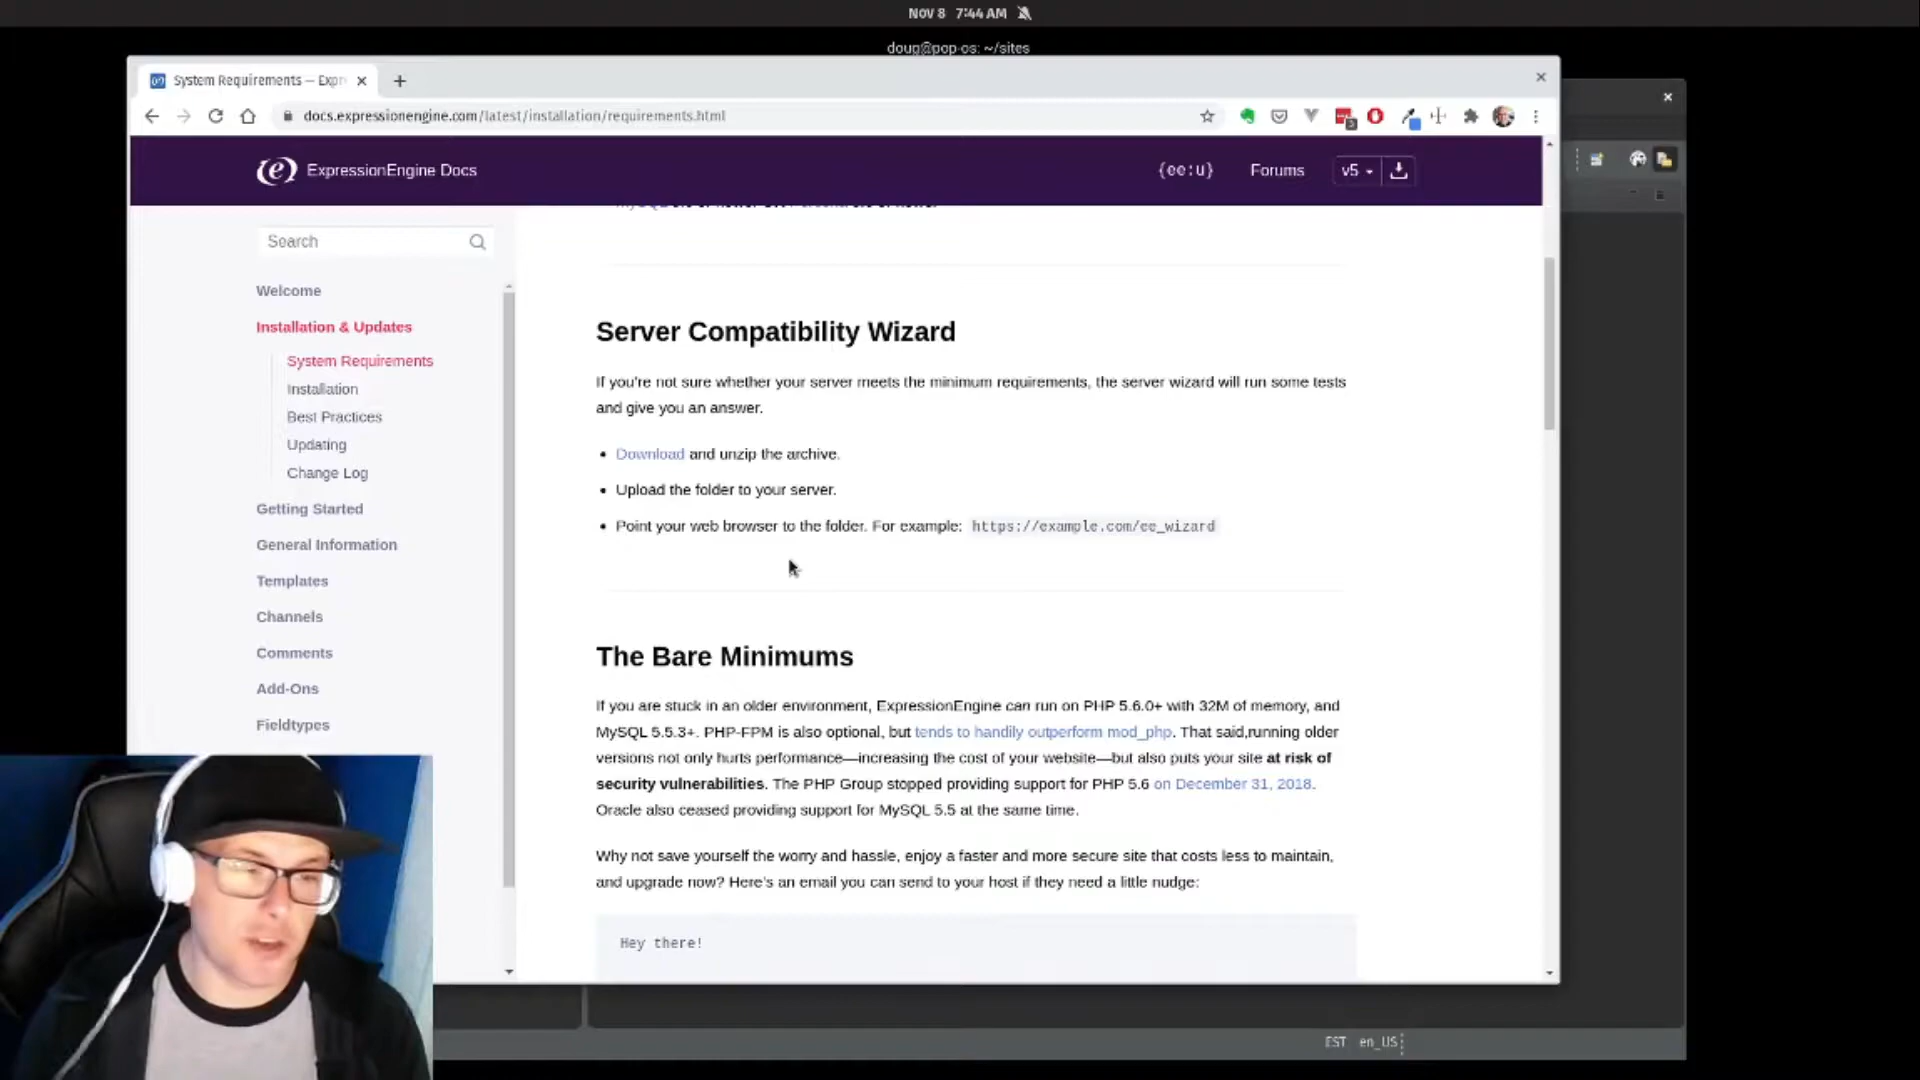 NOV 8 7:44 AM
doug@pop-os: ~/sites
System Requirements — Expr
docs.expressionengine.com/latest/installation/requirements.html
ExpressionEngine Docs
{ee:u}
Forums
v5
Search
Welcome
Installation & Updates
System Requirements
Installation
Best Practices
Updating
Change Log
Getting Started
General Information
Templates
Channels
Comments
Add-Ons
Fieldtypes
Server Compatibility Wizard
If you're not sure whether your server meets the minimum requirements, the server wizard will run some tests
and give you an answer.
• Download and unzip the archive.
• Upload the folder to your server.
• Point your web browser to the folder. For example: https://example.com/ee_wizard
The Bare Minimums
If you are stuck in an older environment, ExpressionEngine can run on PHP 5.6.0+ with 32M of memory, and
MySQL 5.5.3+. PHP-FPM is also optional, but tends to handily outperform mod_php. That said,running older
versions not only hurts performance—increasing the cost of your website—but also puts your site at risk of
security vulnerabilities. The PHP Group stopped providing support for PHP 5.6 on December 31, 2018.
Oracle also ceased providing support for MySQL 5.5 at the same time.
Why not save yourself the worry and hassle, enjoy a faster and more secure site that costs less to maintain,
and upgrade now? Here's an email you can send to your host if they need a little nudge:
Hey there!
EST en_US